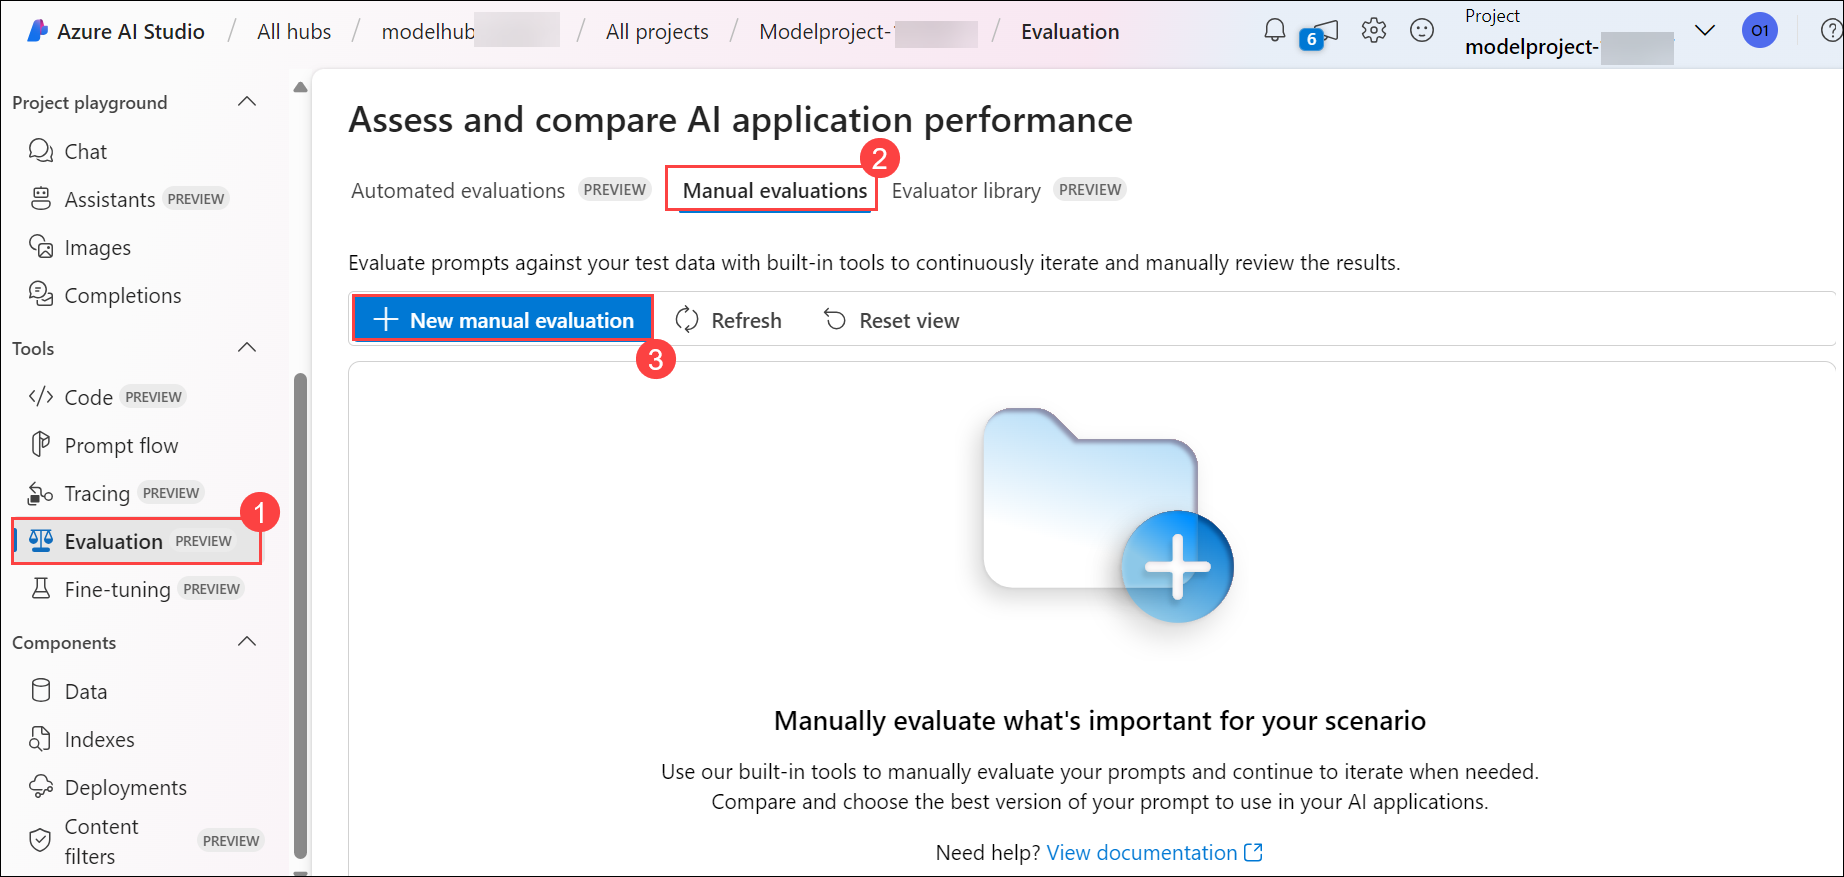 Azure AI Studio / All hubs / modelhub / All projects / Modelproject- / Evaluation
6
Project
modelproject-
O1
?
Project playground
Chat
Assistants PREVIEW
Images
Completions
Tools
Code PREVIEW
Prompt flow
Tracing PREVIEW
1
Evaluation PREVIEW
Fine-tuning PREVIEW
Components
Data
Indexes
Deployments
Content
filters PREVIEW
Assess and compare AI application performance
2
Automated evaluations PREVIEW Manual evaluations Evaluator library PREVIEW
Evaluate prompts against your test data with built-in tools to continuously iterate and manually review the results.
New manual evaluation Refresh Reset view
3
Manually evaluate what's important for your scenario
Use our built-in tools to manually evaluate your prompts and continue to iterate when needed.
Compare and choose the best version of your prompt to use in your AI applications.
Need help? View documentation